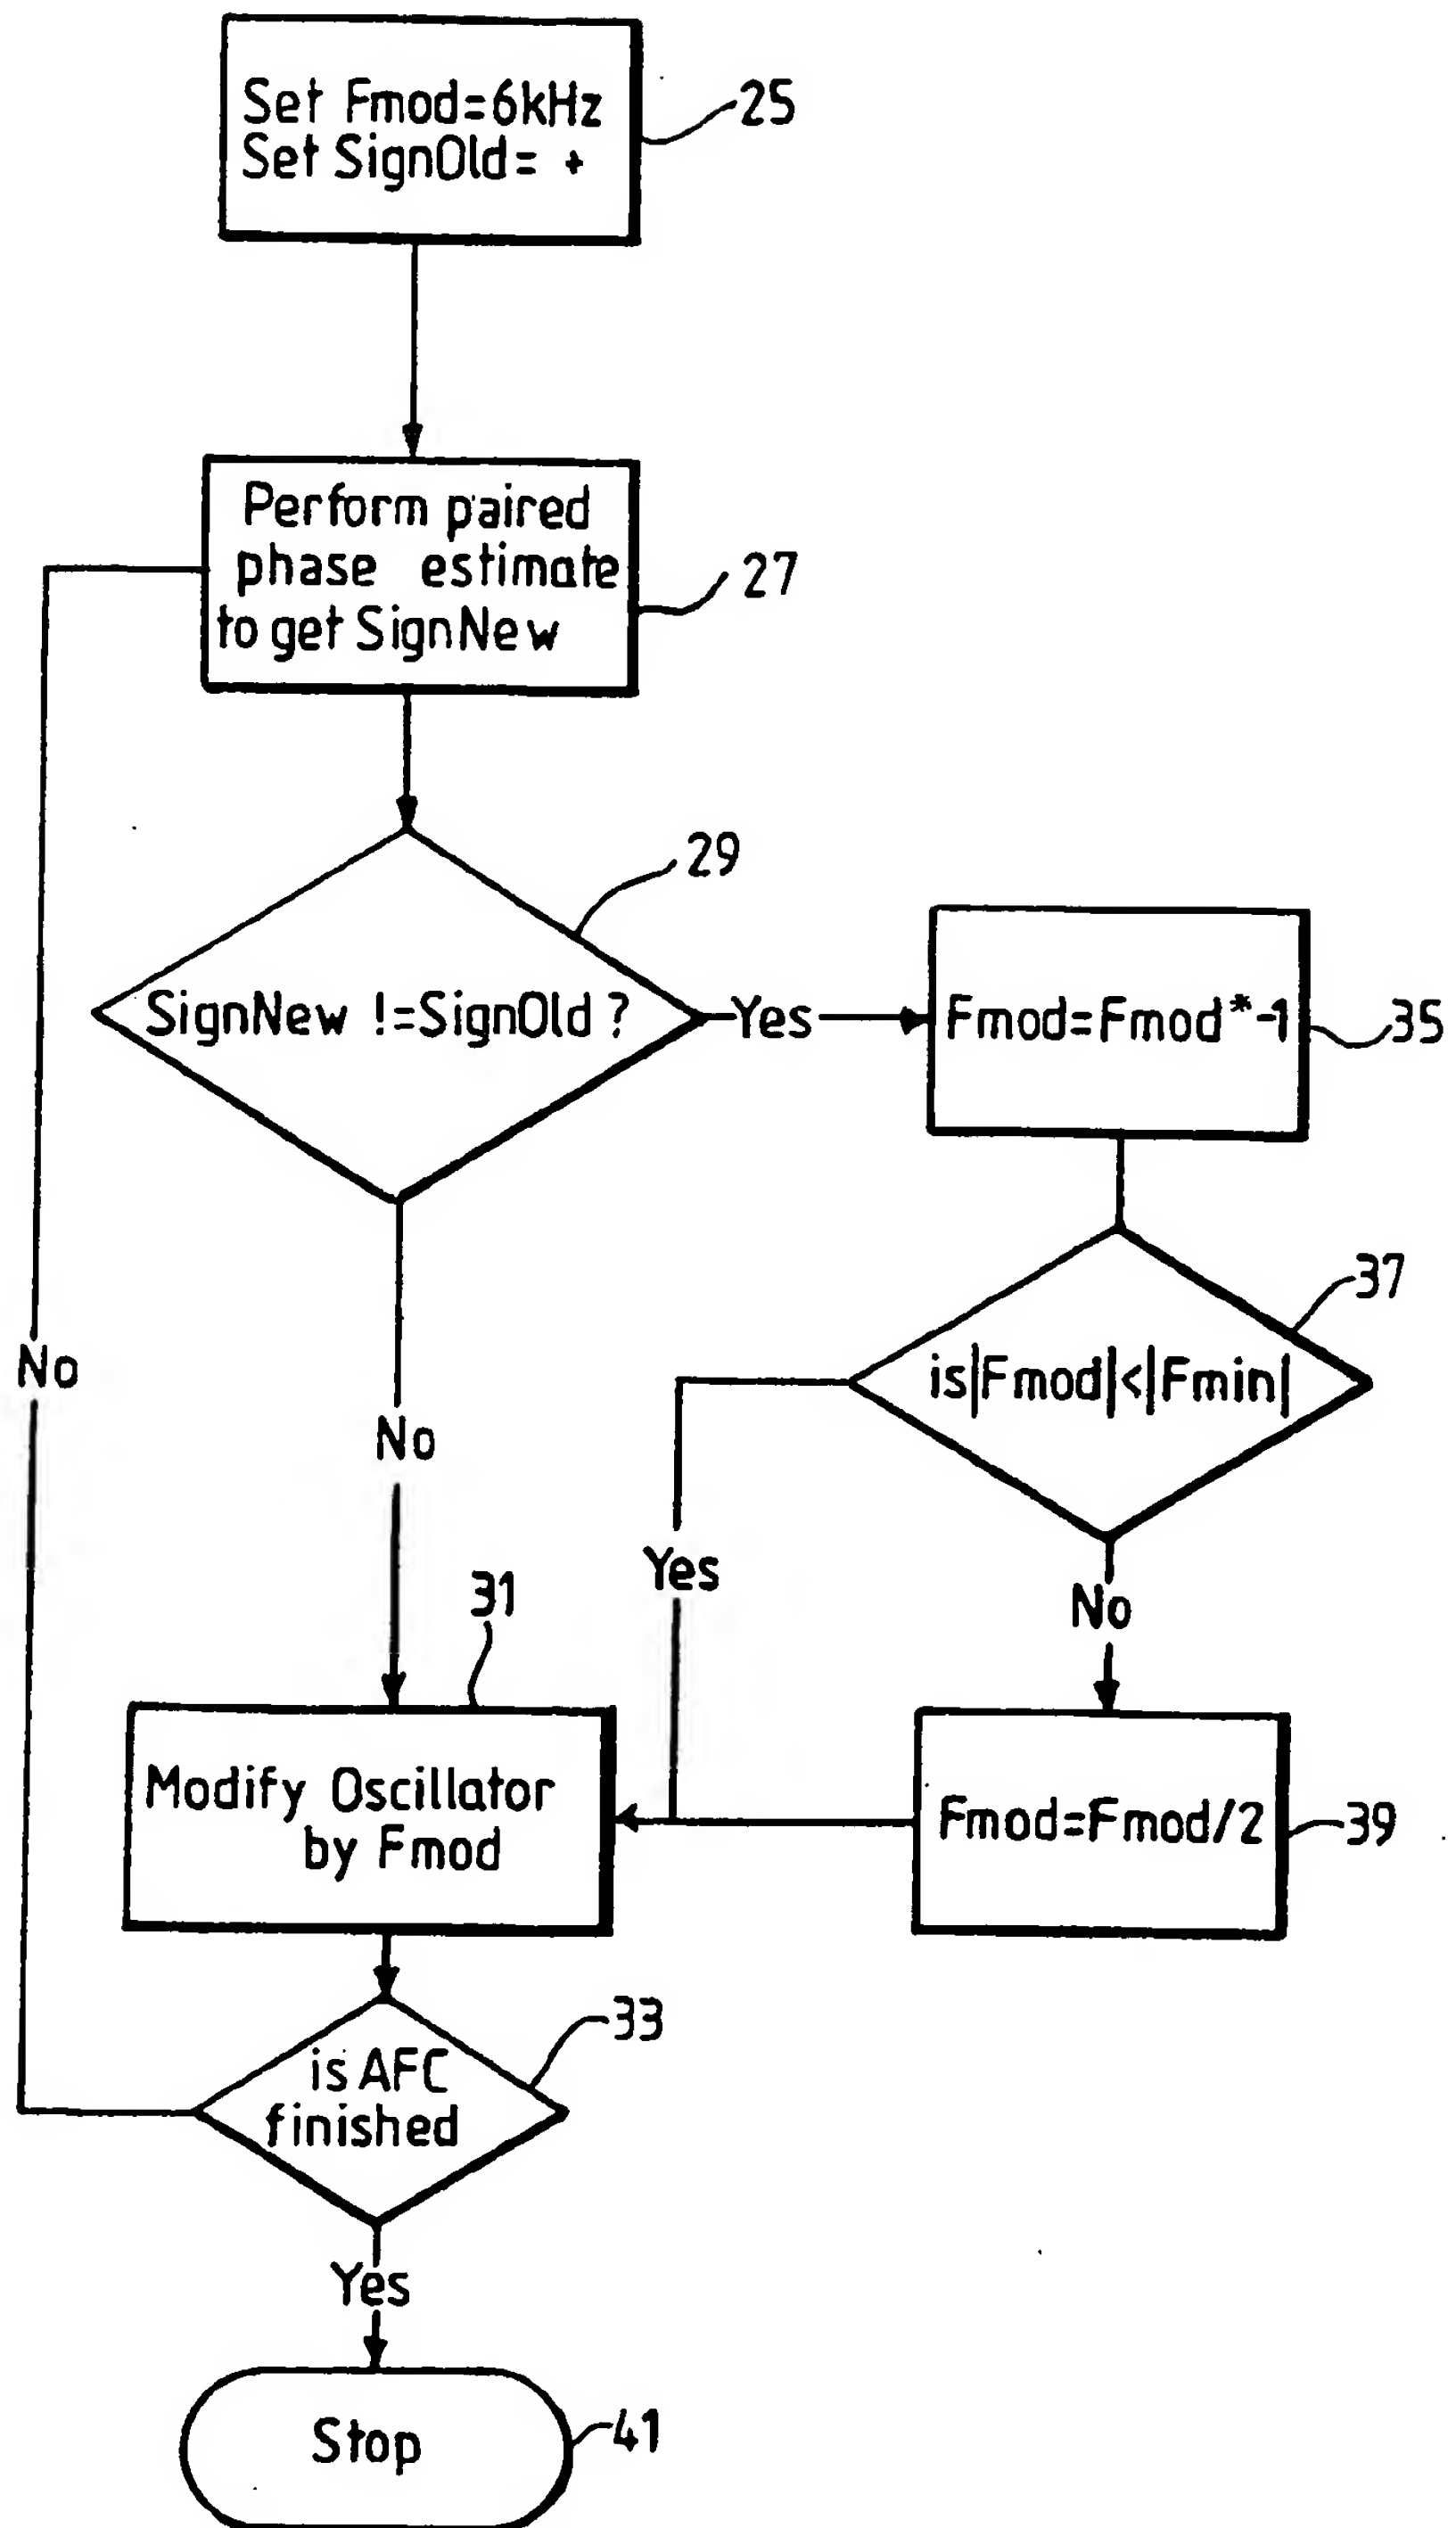 Set Fmod=6kHz
Set SignOld= +
25
Perform paired
phase estimate
to get SignNew
27
29
SignNew !=SignOld ?
Yes
Fmod=Fmod*-1
35
37
is|Fmod|<|Fmin|
No
No
Yes
No
31
Modify Oscillator
by Fmod
Fmod=Fmod/2
39
33
is AFC
finished
Yes
Stop
41